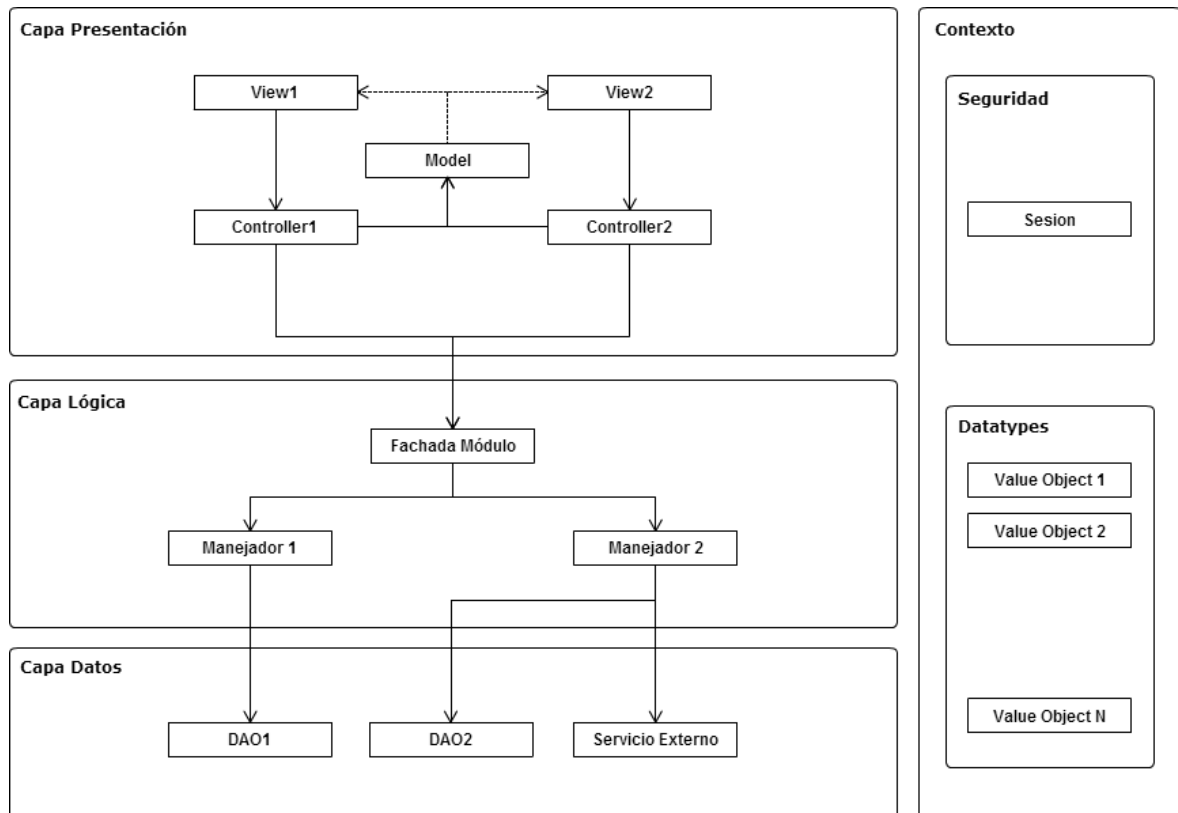 Capa Presentación
View1
View2
Model
Controller1
Controller2
Capa Lógica
Fachada Módulo
Manejador 1
Manejador 2
Capa Datos
DAO1
DAO2
Servicio Externo
Contexto
Seguridad
Sesion
Datatypes
Value Object 1
Value Object 2
Value Object N